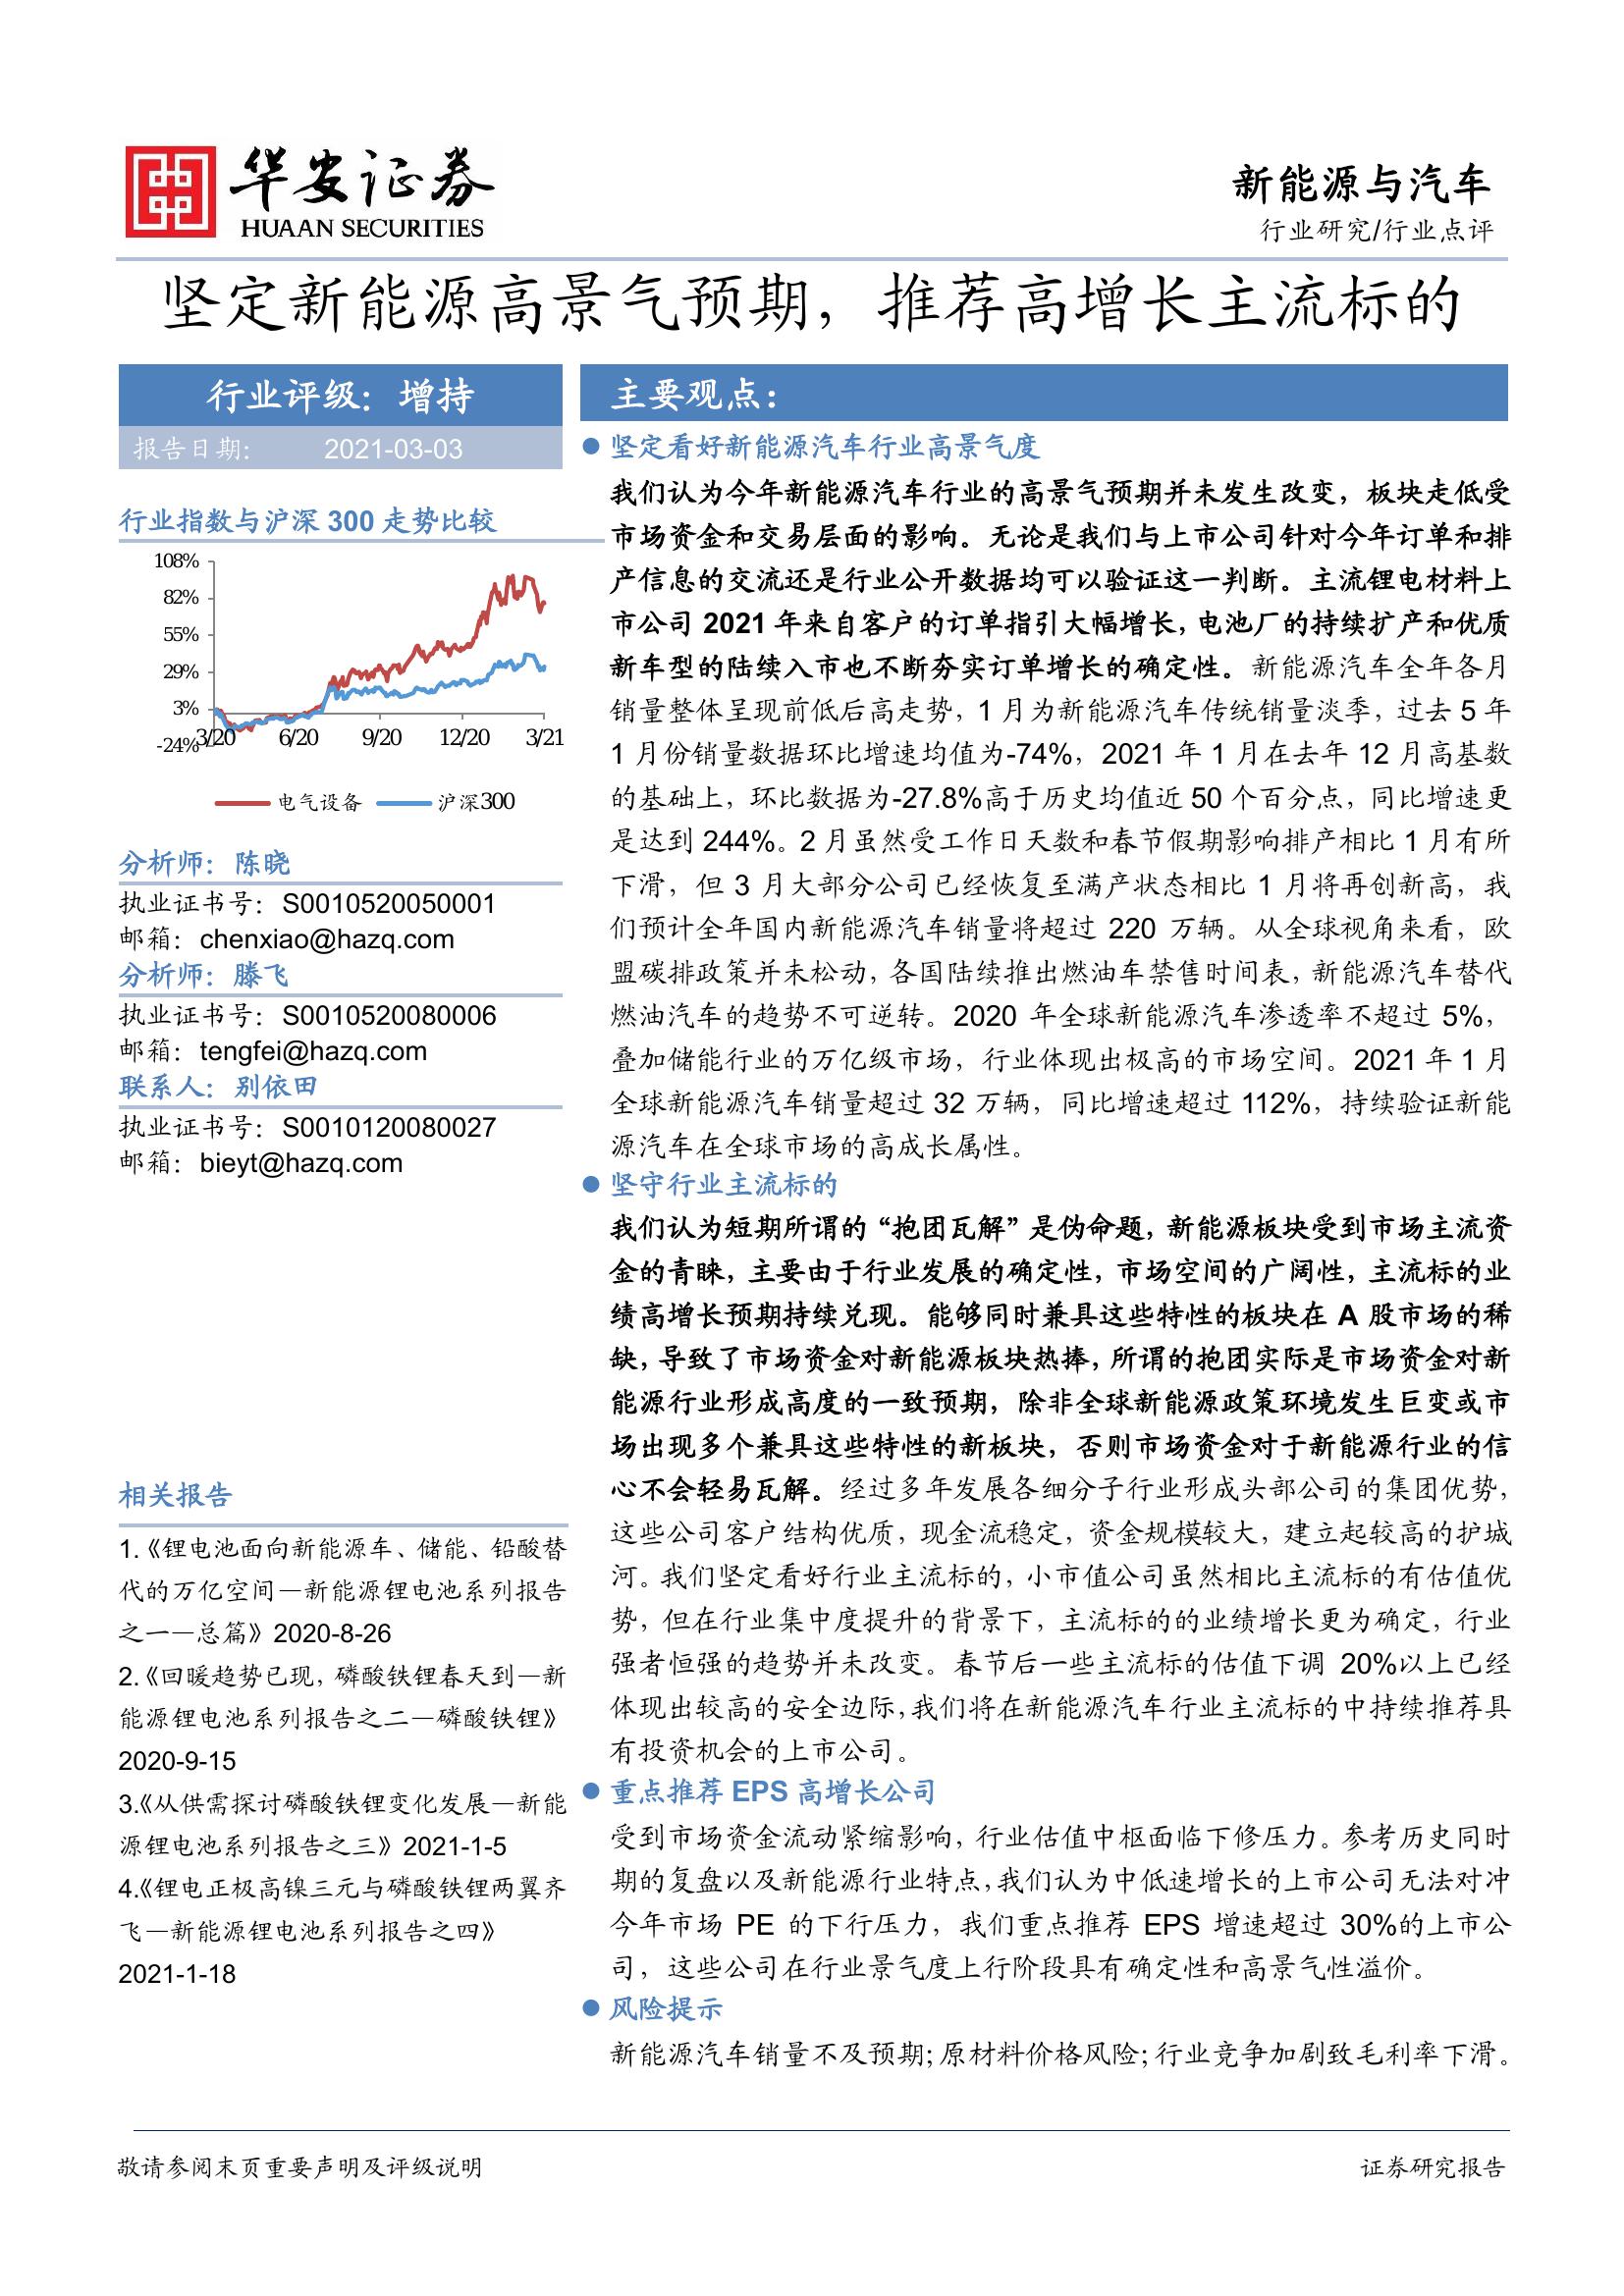 华安证券
HUAAN SECURITIES
新能源与汽车
行业研究/行业点评
坚定新能源高景气预期，推荐高增长主流标的
行业评级：增持
报告日期： 2021-03-03
行业指数与沪深 300 走势比较
108%
82%
55%
29%
3%
-24%
3/20 6/20 9/20 12/20 3/21
电气设备 沪深300
分析师：陈晓
执业证书号：S0010520050001
邮箱：chenxiao@hazq.com
分析师：滕飞
执业证书号：S0010520080006
邮箱：tengfei@hazq.com
联系人：别依田
执业证书号：S0010120080027
邮箱：bieyt@hazq.com
相关报告
1.《锂电池面向新能源车、储能、铅酸替
代的万亿空间—新能源锂电池系列报告
之一—总篇》2020-8-26
2.《回暖趋势已现，磷酸铁锂春天到—新
能源锂电池系列报告之二—磷酸铁锂》
2020-9-15
3.《从供需探讨磷酸铁锂变化发展—新能
源锂电池系列报告之三》2021-1-5
4.《锂电正极高镍三元与磷酸铁锂两翼齐
飞—新能源锂电池系列报告之四》
2021-1-18
主要观点：
坚定看好新能源汽车行业高景气度
我们认为今年新能源汽车行业的高景气预期并未发生改变，板块走低受
市场资金和交易层面的影响。无论是我们与上市公司针对今年订单和排
产信息的交流还是行业公开数据均可以验证这一判断。主流锂电材料上
市公司 2021 年来自客户的订单指引大幅增长，电池厂的持续扩产和优质
新车型的陆续入市也不断夯实订单增长的确定性。新能源汽车全年各月
销量整体呈现前低后高走势，1 月为新能源汽车传统销量淡季，过去 5 年
1 月份销量数据环比增速均值为-74%，2021 年 1 月在去年 12 月高基数
的基础上，环比数据为-27.8%高于历史均值近 50 个百分点，同比增速更
是达到 244%。2 月虽然受工作日天数和春节假期影响排产相比 1 月有所
下滑，但 3 月大部分公司已经恢复至满产状态相比 1 月将再创新高，我
们预计全年国内新能源汽车销量将超过 220 万辆。从全球视角来看，欧
盟碳排政策并未松动，各国陆续推出燃油车禁售时间表，新能源汽车替代
燃油汽车的趋势不可逆转。2020 年全球新能源汽车渗透率不超过 5%，
叠加储能行业的万亿级市场，行业体现出极高的市场空间。2021 年 1 月
全球新能源汽车销量超过 32 万辆，同比增速超过 112%，持续验证新能
源汽车在全球市场的高成长属性。
坚守行业主流标的
我们认为短期所谓的“抱团瓦解”是伪命题，新能源板块受到市场主流资
金的青睐，主要由于行业发展的确定性，市场空间的广阔性，主流标的业
绩高增长预期持续兑现。能够同时兼具这些特性的板块在 A 股市场的稀
缺，导致了市场资金对新能源板块热捧，所谓的抱团实际是市场资金对新
能源行业形成高度的一致预期，除非全球新能源政策环境发生巨变或市
场出现多个兼具这些特性的新板块，否则市场资金对于新能源行业的信
心不会轻易瓦解。经过多年发展各细分子行业形成头部公司的集团优势，
这些公司客户结构优质，现金流稳定，资金规模较大，建立起较高的护城
河。我们坚定看好行业主流标的，小市值公司虽然相比主流标的有估值优
势，但在行业集中度提升的背景下，主流标的的业绩增长更为确定，行业
强者恒强的趋势并未改变。春节后一些主流标的估值下调 20%以上已经
体现出较高的安全边际，我们将在新能源汽车行业主流标的中持续推荐具
有投资机会的上市公司。
重点推荐 EPS 高增长公司
受到市场资金流动紧缩影响，行业估值中枢面临下修压力。参考历史同时
期的复盘以及新能源行业特点，我们认为中低速增长的上市公司无法对冲
今年市场 PE 的下行压力，我们重点推荐 EPS 增速超过 30%的上市公
司，这些公司在行业景气度上行阶段具有确定性和高景气性溢价。
风险提示
新能源汽车销量不及预期；原材料价格风险；行业竞争加剧致毛利率下滑。
敬请参阅末页重要声明及评级说明
证券研究报告